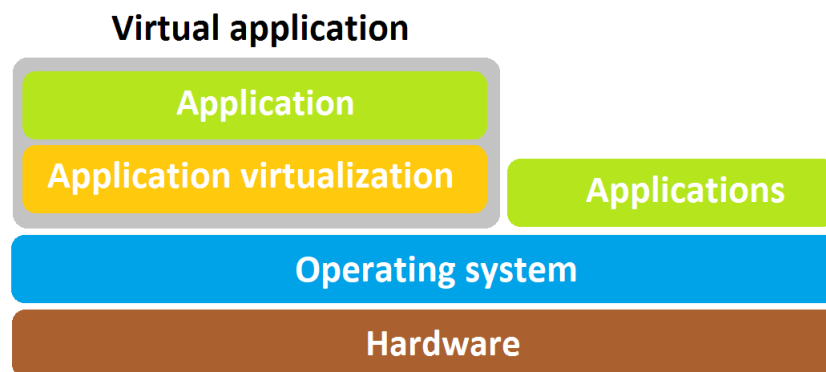 Virtual application
Application
Application virtualization
Applications
Operating system
Hardware